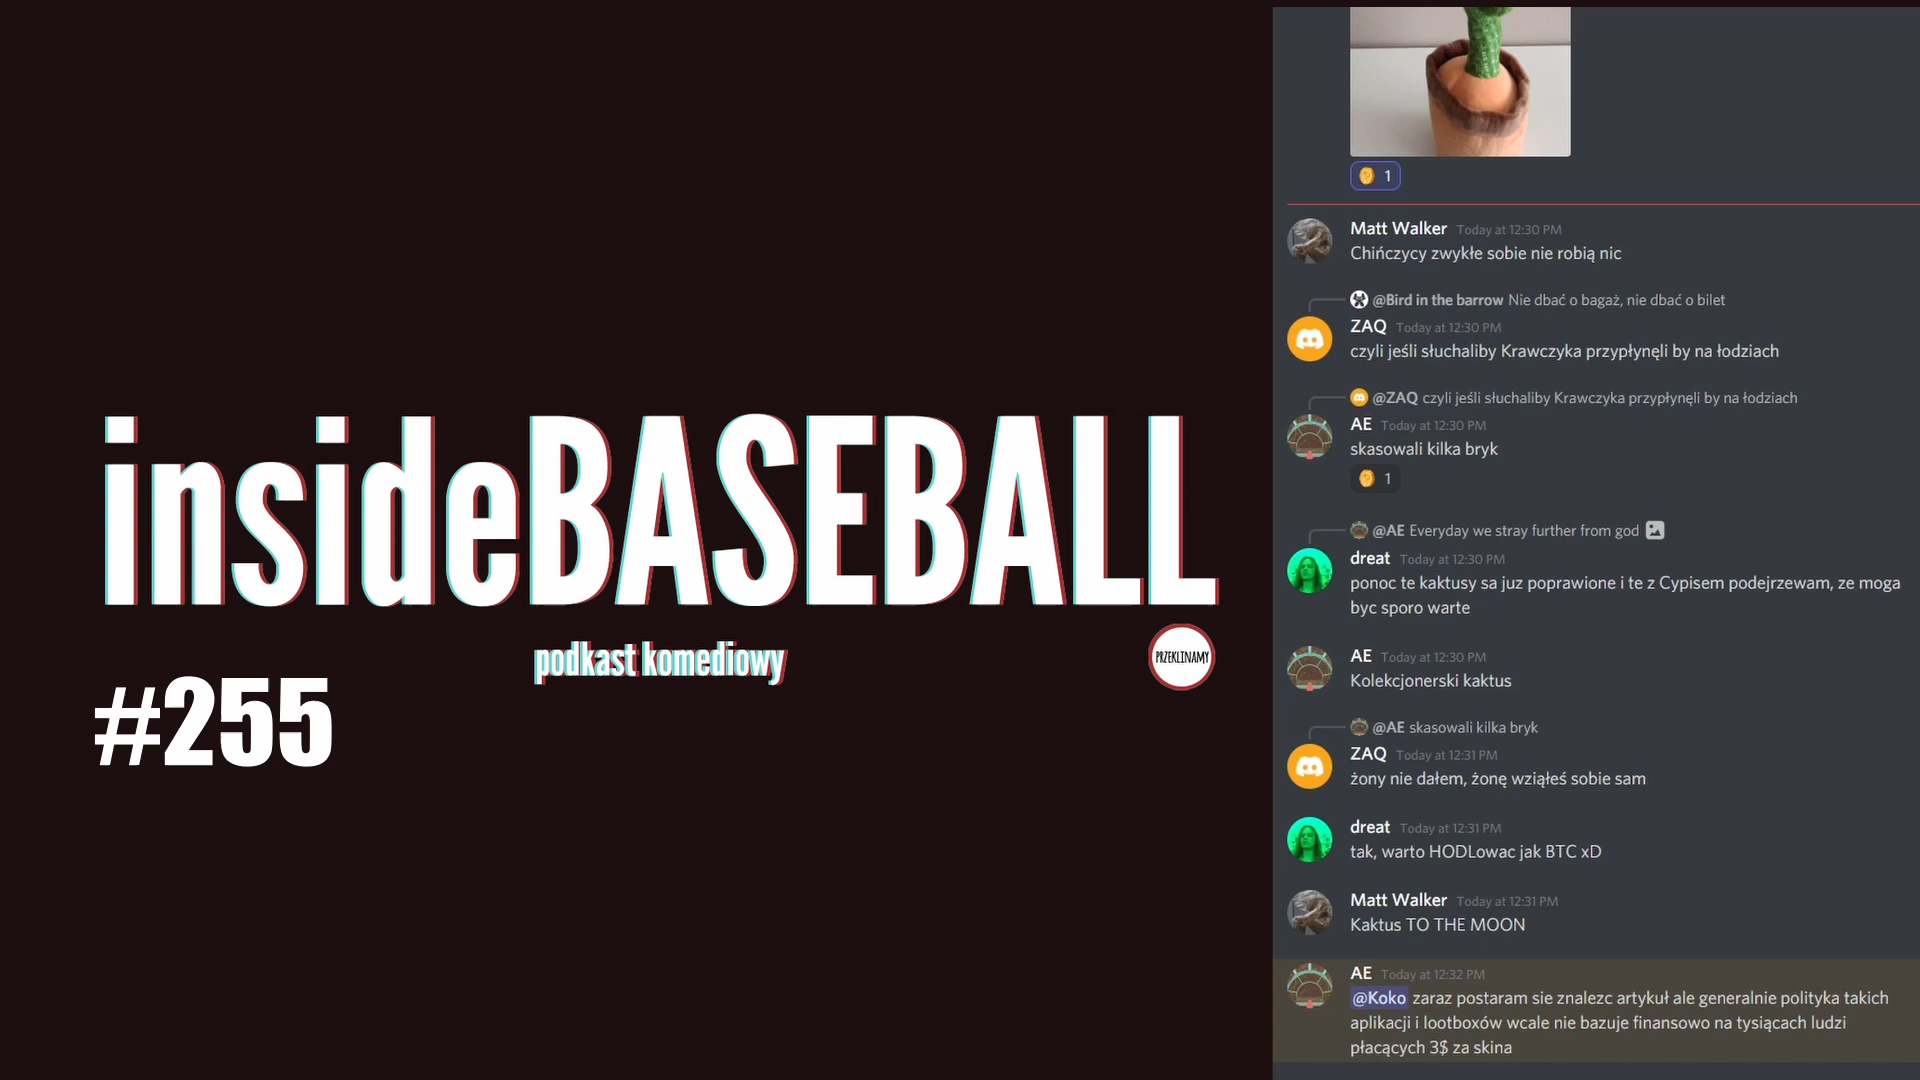 insideBASEBALL
podkast komediowy
PRZEKLINAMY
#255
1
Matt Walker Today at 12:30 PM
Chińczycy zwykłe sobie nie robią nic
@Bird in the barrow Nie dbać o bagaż, nie dbać o bilet
ZAQ Today at 12:30 PM
czyli jeśli słuchaliby Krawczyka przypłynęli by na łodziach
@ZAQ czyli jeśli słuchaliby Krawczyka przypłynęli by na łodziach
AE Today at 12:30 PM
skasowali kilka bryk
1
@AE Everyday we stray further from god
dreat Today at 12:30 PM
ponoc te kaktusy sa juz poprawione i te z Cypisem podejrzewam, ze moga
byc sporo warte
AE Today at 12:30 PM
Kolekcjonerski kaktus
@AE skasowali kilka bryk
ZAQ Today at 12:31 PM
żony nie dałem, żonę wziąłeś sobie sam
dreat Today at 12:31 PM
tak, warto HODLowac jak BTC xD
Matt Walker Today at 12:31 PM
Kaktus TO THE MOON
AE Today at 12:32 PM
@Koko zaraz postaram sie znalezc artykuł ale generalnie polityka takich
aplikacji i lootboxów wcale nie bazuje finansowo na tysiącach ludzi
płacących 3$ za skina